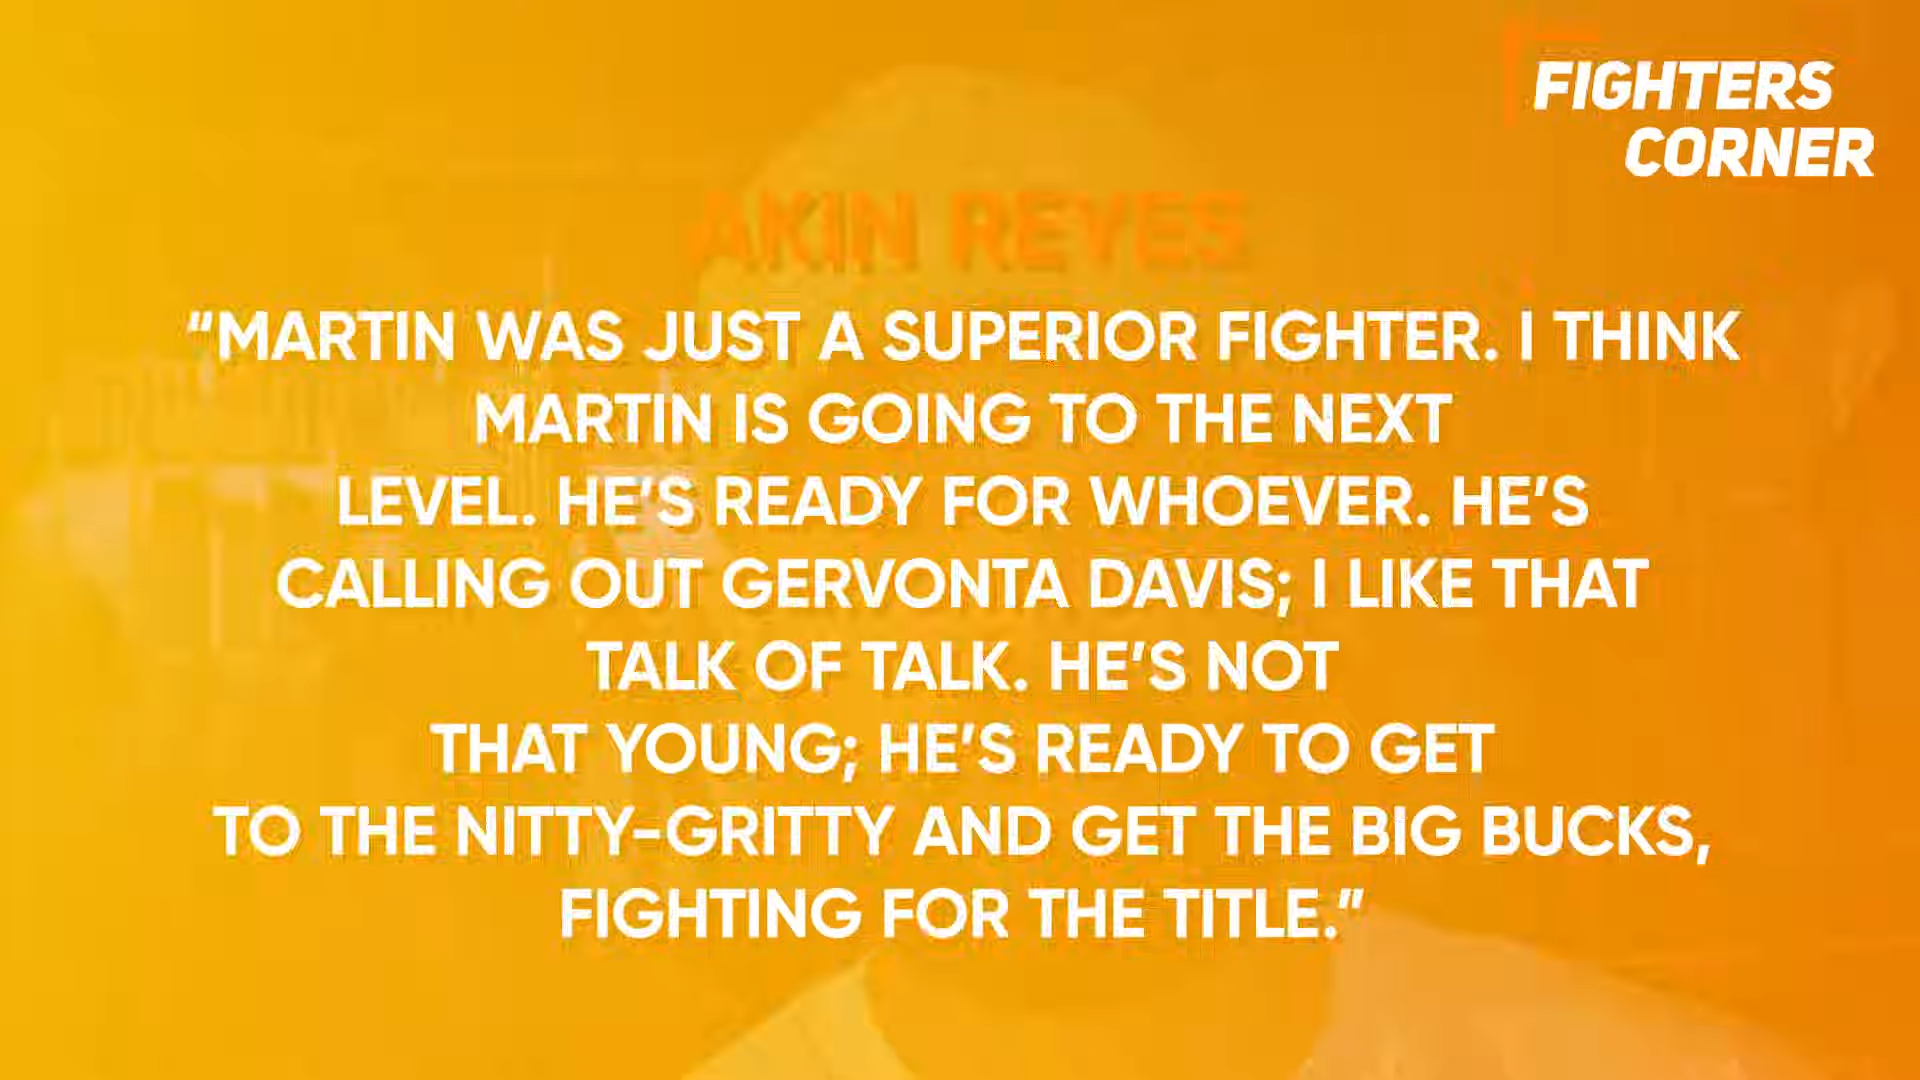 FIGHTERS
CORNER
AKIN REYES
“MARTIN WAS JUST A SUPERIOR FIGHTER. I THINK
MARTIN IS GOING TO THE NEXT
LEVEL. HE’S READY FOR WHOEVER. HE’S
CALLING OUT GERVONTA DAVIS; I LIKE THAT
TALK OF TALK. HE’S NOT
THAT YOUNG; HE’S READY TO GET
TO THE NITTY-GRITTY AND GET THE BIG BUCKS,
FIGHTING FOR THE TITLE.”